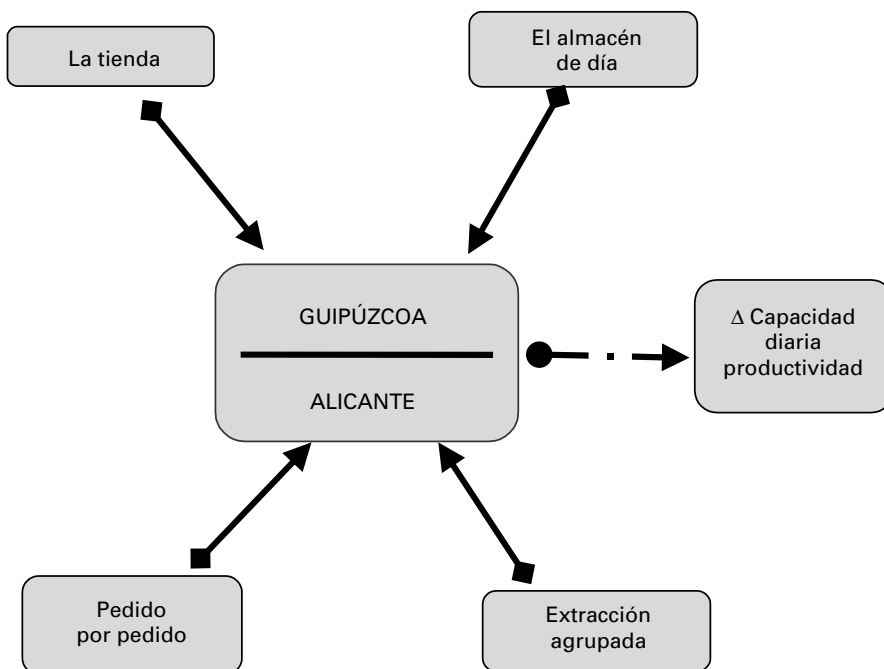 La tienda
El almacén
de día
GUIPÚZCOA
ALICANTE
∆ Capacidad
diaria
productividad
Pedido
por pedido
Extracción
agrupada